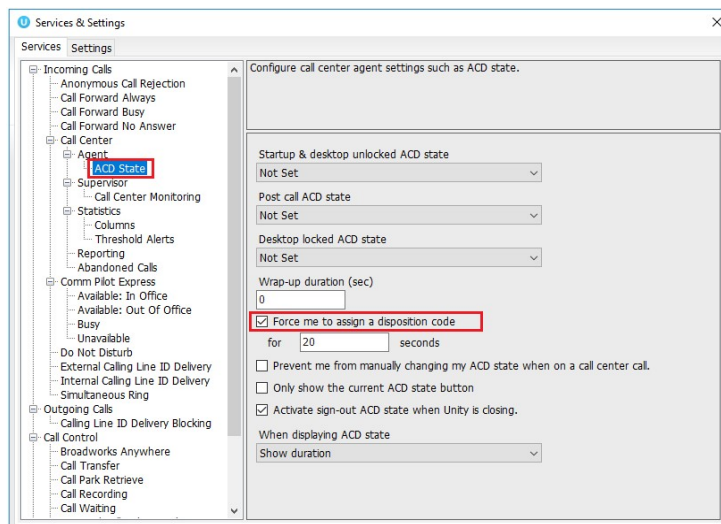 Services & Settings
Services Settings
Incoming Calls
Anonymous Call Rejection
Call Forward Always
Call Forward Busy
Call Forward No Answer
Call Center
Agent
ACD State
Supervisor
Call Center Monitoring
Statistics
Columns
Threshold Alerts
Reporting
Abandoned Calls
Comm Pilot Express
Available: In Office
Available: Out Of Office
Busy
Unavailable
Do Not Disturb
External Calling Line ID Delivery
Internal Calling Line ID Delivery
Simultaneous Ring
Outgoing Calls
Calling Line ID Delivery Blocking
Call Control
Broadworks Anywhere
Call Transfer
Call Park Retrieve
Call Recording
Call Waiting
Configure call center agent settings such as ACD state.
Startup & desktop unlocked ACD state
Not Set
Post call ACD state
Not Set
Desktop locked ACD state
Not Set
Wrap-up duration (sec)
0
Force me to assign a disposition code
for 20 seconds
Prevent me from manually changing my ACD state when on a call center call.
Only show the current ACD state button
Activate sign-out ACD state when Unity is closing.
When displaying ACD state
Show duration